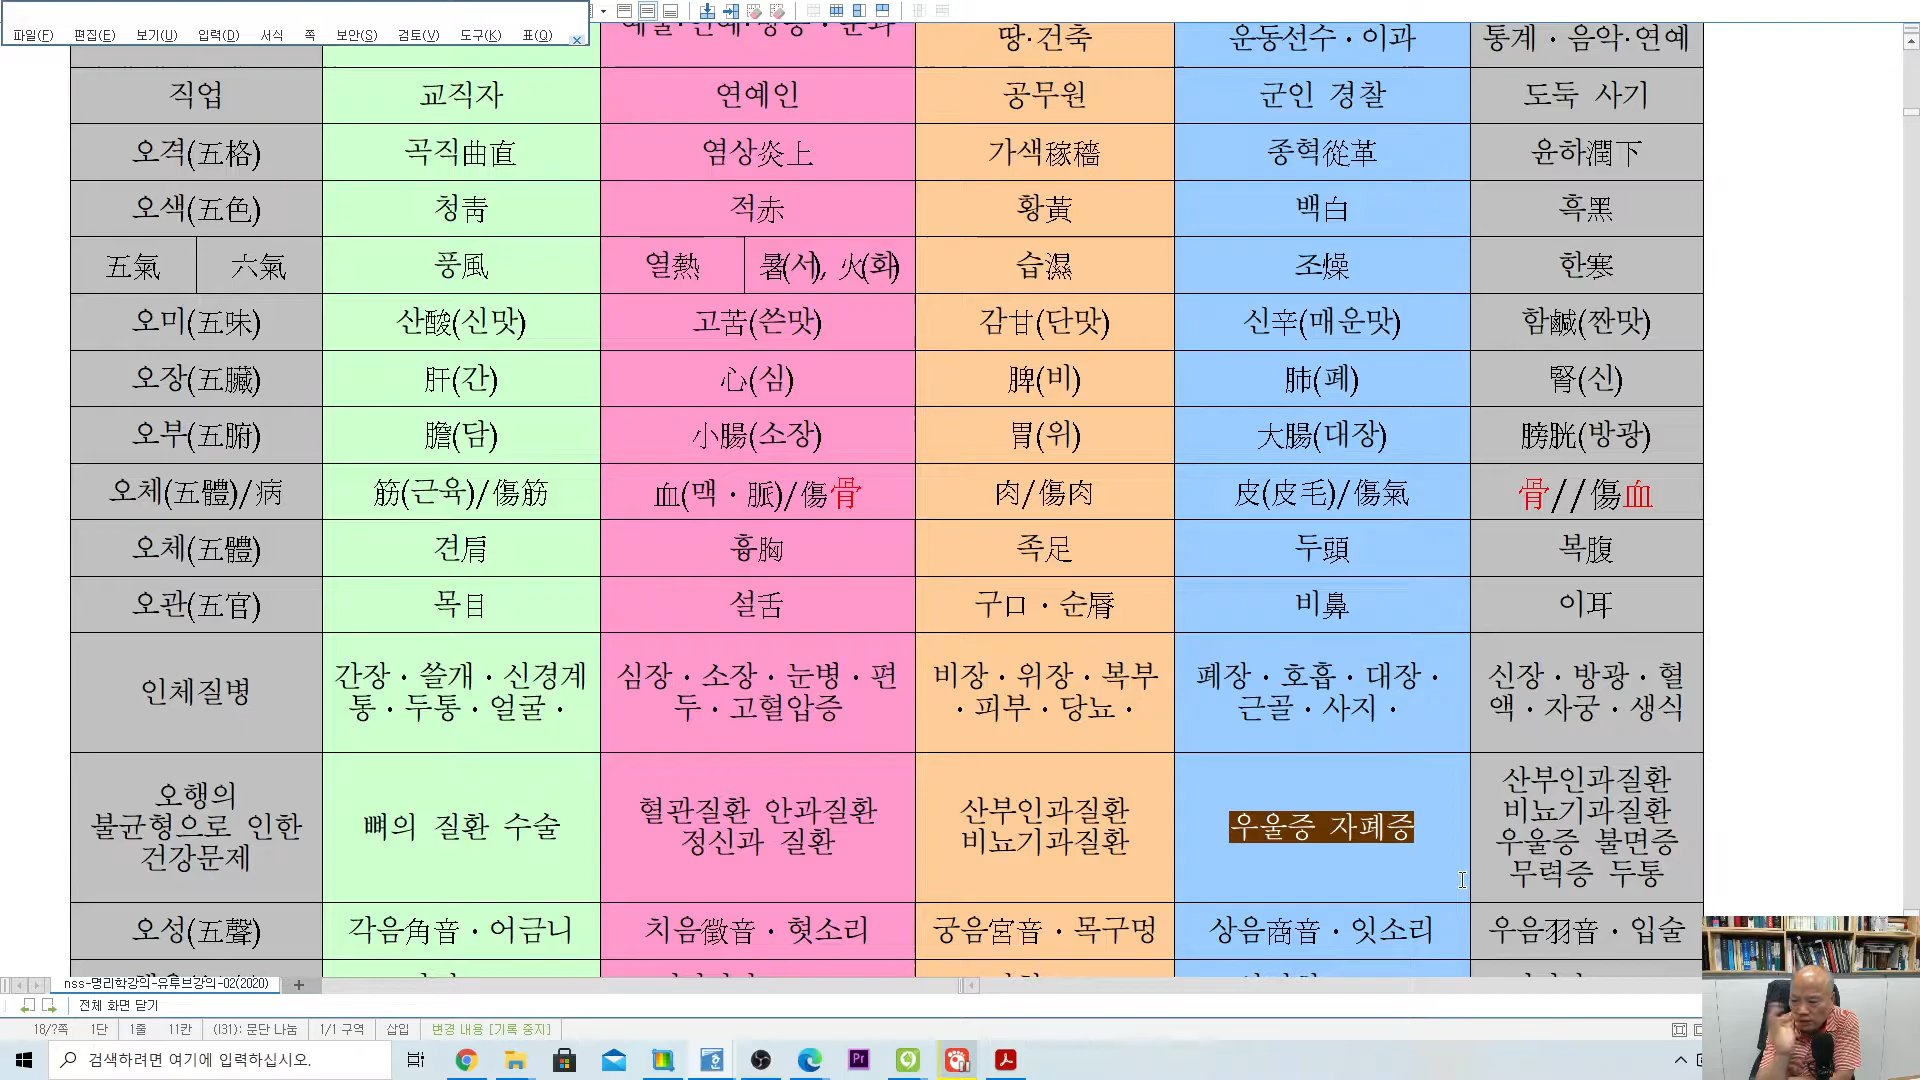 파일(F) 편집(E) 보기(U) 입력(D) 서식 쪽 보안(S) 검토(V) 도구(K) 표(Q)
땅·건축 운동선수·이과 통계·음악·연예
직업 교직자 연예인 공무원 군인 경찰 도둑 사기
오격(五格) 곡직曲直 염상炎上 가색稼穡 종혁從革 윤하潤下
오색(五色) 청靑 적赤 황黃 백白 흑黑
五氣 六氣 풍風 열熱 暑(서), 火(화) 습濕 조燥 한寒
오미(五味) 산酸(신맛) 고苦(쓴맛) 감甘(단맛) 신辛(매운맛) 함鹹(짠맛)
오장(五臟) 肝(간) 心(심) 脾(비) 肺(폐) 腎(신)
오부(五腑) 膽(담) 小腸(소장) 胃(위) 大腸(대장) 膀胱(방광)
오체(五體)/病 筋(근육)/傷筋 血(맥·脈)/傷骨 肉/傷肉 皮(皮毛)/傷氣 骨//傷血
오체(五體) 견肩 흉胸 족足 두頭 복腹
오관(五官) 목目 설舌 구口·순脣 비鼻 이耳
인체질병
간장·쓸개·신경계
통·두통·얼굴·
심장·소장·눈병·편
두·고혈압증
비장·위장·복부
·피부·당뇨·
폐장·호흡·대장·
근골·사지·
신장·방광·혈
액·자궁·생식
오행의
불균형으로 인한
건강문제
뼈의 질환 수술
혈관질환 안과질환
정신과 질환
산부인과질환
비뇨기과질환
우울증 자폐증
산부인과질환
비뇨기과질환
우울증 불면증
무력증 두통
오성(五聲) 각음角音·어금니 치음徵音·혓소리 궁음宮音·목구멍 상음商音·잇소리 우음羽音·입술
nss-명리학강의-유투브강의-02(2020)
전체 화면 닫기
18/?쪽 1단 1줄 11칸 (I31): 문단 나눔 1/1 구역 삽입 변경 내용 [기록 중지]
검색하려면 여기에 입력하십시오.
Pr